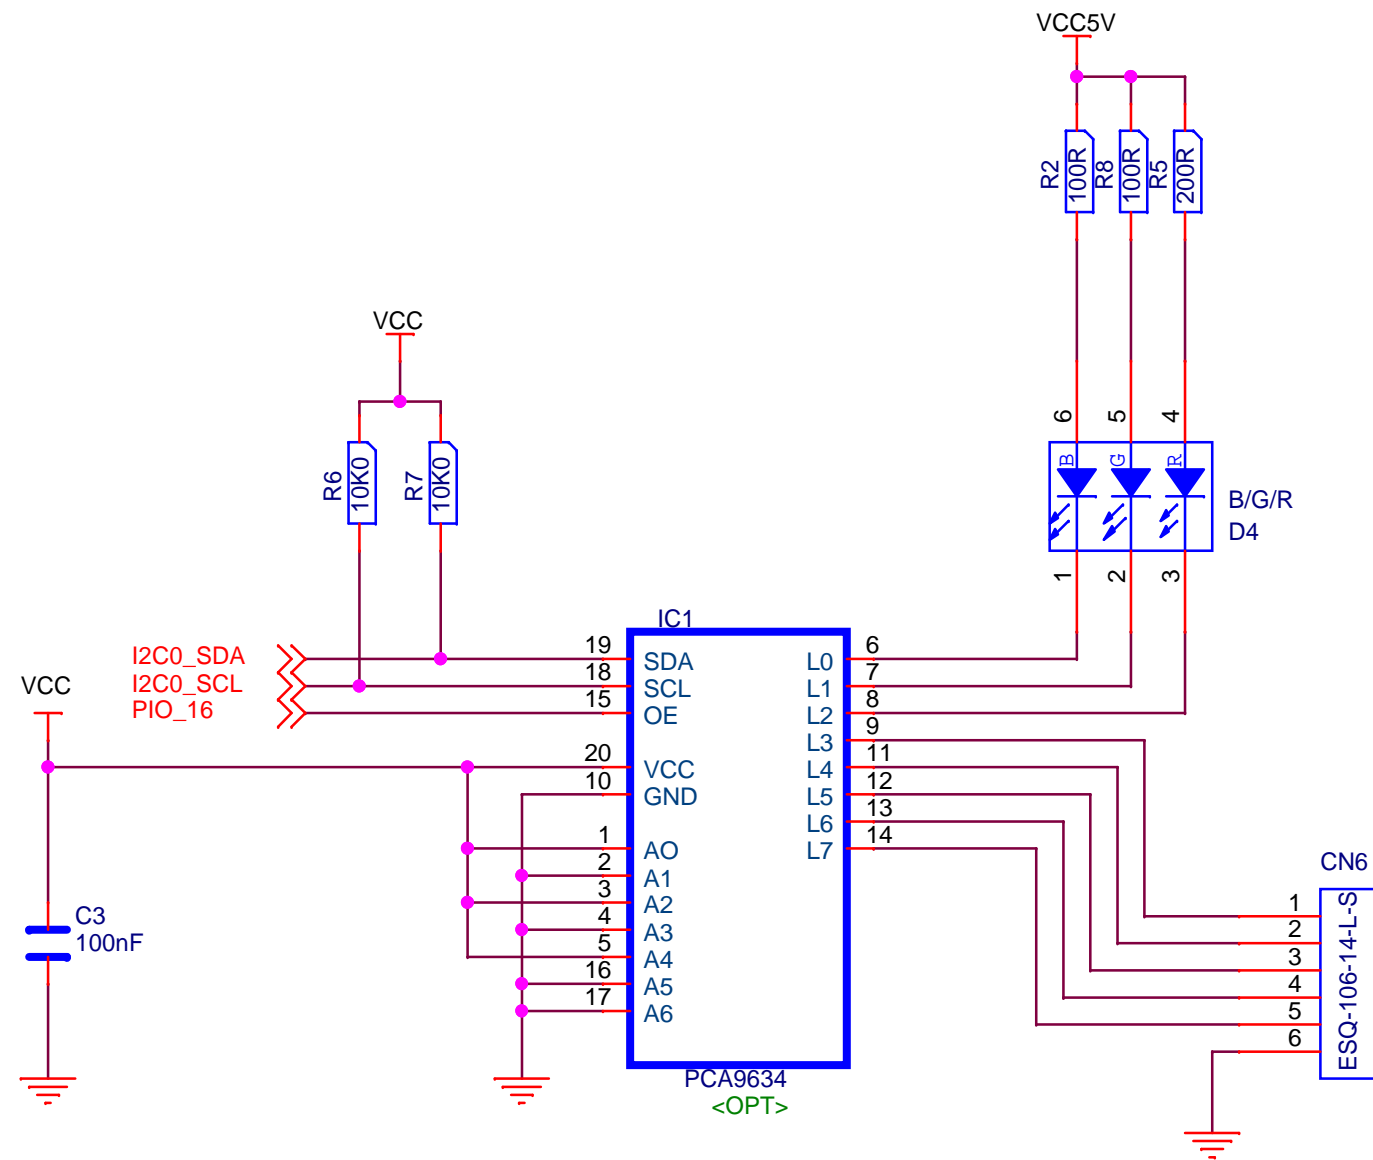 VCC5V
R2
100R
R8
100R
R5
200R
VCC
6
5
4
R6
10K0
R7
10K0
B
G
R
B/G/R
D4
1
2
3
IC1
I2C0_SDA
19
SDA
L0
6
I2C0_SCL
18
SCL
L1
7
VCC
PIO_16
15
OE
L2
8
L3
9
20
VCC
L4
11
10
GND
L5
12
L6
13
1
AO
L7
14
2
A1
3
A2
4
A3
5
A4
16
A5
17
A6
C3
100nF
CN6
1
2
3
4
5
6
ESQ-106-14-L-S
PCA9634
<OPT>